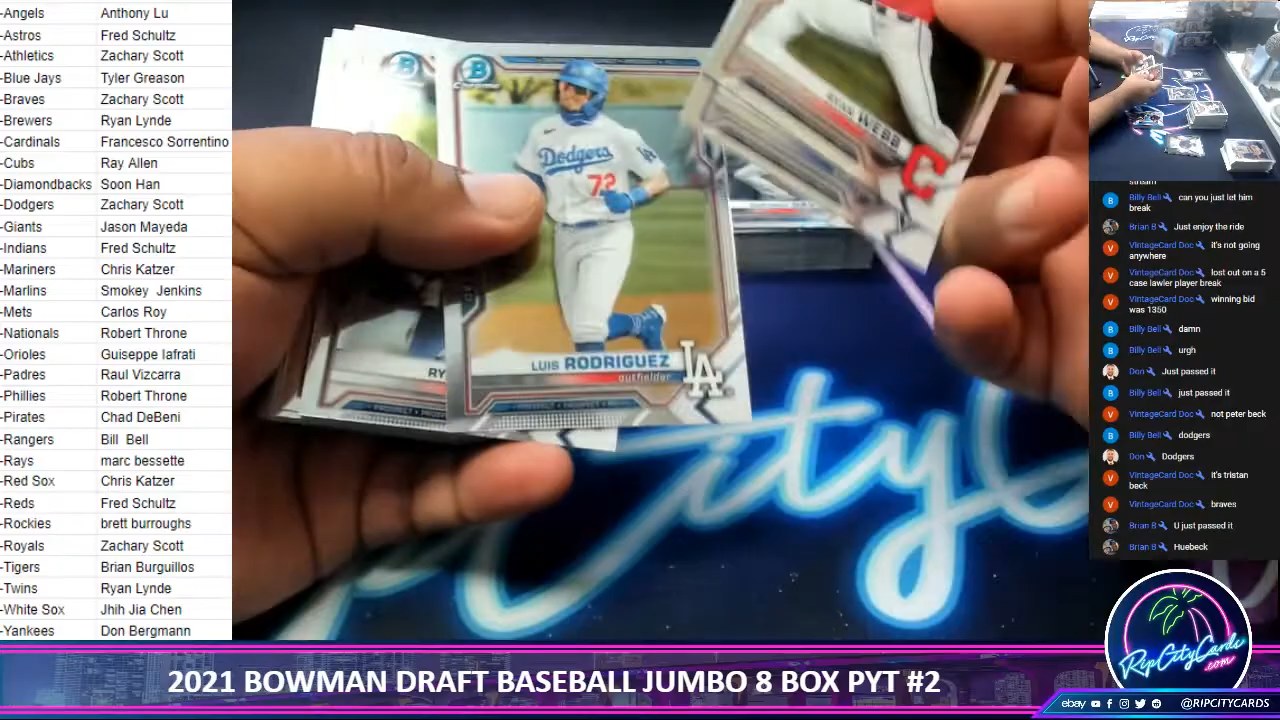 -Angels Anthony Lu
-Astros Fred Schultz
-Athletics Zachary Scott
-Blue Jays Tyler Greason
-Braves Zachary Scott
-Brewers Ryan Lynde
-Cardinals Francesco Sorrentino
-Cubs Ray Allen
-Diamondbacks Soon Han
-Dodgers Zachary Scott
-Giants Jason Mayeda
-Indians Fred Schultz
-Mariners Chris Katzer
-Marlins Smokey Jenkins
-Mets Carlos Roy
-Nationals Robert Throne
-Orioles Guiseppe Iafrati
-Padres Raul Vizcarra
-Phillies Robert Throne
-Pirates Chad DeBeni
-Rangers Bill Bell
-Rays marc bessette
-Red Sox Chris Katzer
-Reds Fred Schultz
-Rockies brett burroughs
-Royals Zachary Scott
-Tigers Brian Burguillos
-Twins Ryan Lynde
-White Sox Jhih Jia Chen
-Yankees Don Bergmann
B
Chrome
Dodgers
72
LA
LUIS RODRIGUEZ
outfielder
LA
RY
WEBB
C
City
stream
B Billy Bell can you just let him
break
Brian B Just enjoy the ride
V VintageCard Doc it's not going
anywhere
V VintageCard Doc lost out on a 5
case lawler player break
V VintageCard Doc winning bid
was 1350
B Billy Bell damn
B Billy Bell urgh
Don Just passed it
B Billy Bell just passed it
V VintageCard Doc not peter beck
B Billy Bell dodgers
Don Dodgers
V VintageCard Doc it's tristan
beck
V VintageCard Doc braves
Brian B U just passed it
Brian B Huebeck
RipCityCards
.com
2021 BOWMAN DRAFT BASEBALL JUMBO 8 BOX PYT #2
ebay @RIPCITYCARDS